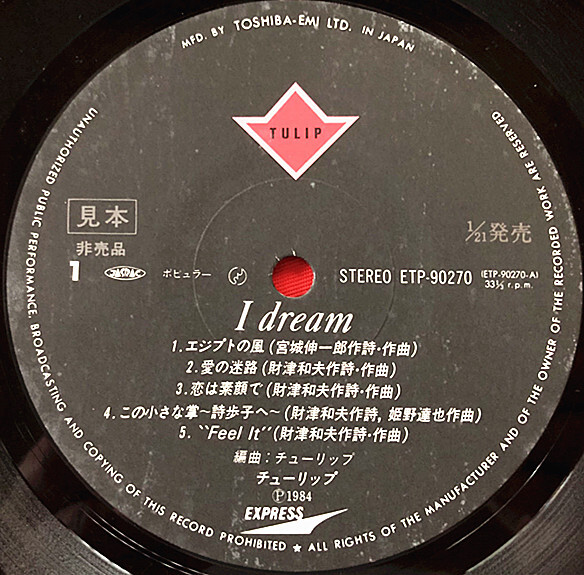 MFD. BY TOSHIBA-EMI LTD. IN JAPAN
TULIP
UNAUTHORIZED PUBLIC PERFORMANCE, BROADCASTING AND COPYING OF THIS RECORD PROHIBITED ★ ALL RIGHTS OF THE MANUFACTURER AND OF THE OWNER OF THE RECORDED WORK ARE RESERVED
見本
非売品
1/21発売
1
JASRAC
ポピュラー
STEREO ETP-90270
(ETP-90270-A)
33⅓ r.p.m.
I dream
1.エジプトの風(宮城伸一郎作詩・作曲)
2.愛の迷路(財津和夫作詩・作曲)
3.恋は素顔で(財津和夫作詩・作曲)
4.この小さな掌〜詩歩子へ〜(財津和夫作詩, 姫野達也作曲)
5.“Feel It”(財津和夫作詩・作曲)
編曲:チューリップ
チューリップ
Ⓟ1984
EXPRESS